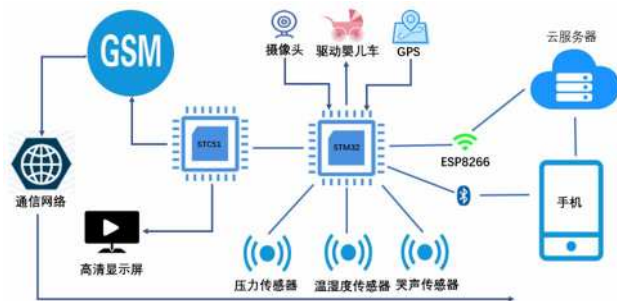 GSM
摄像头
驱动婴儿车
GPS
云服务器
STC51
STM32
ESP8266
通信网络
手机
高清显示屏
压力传感器
温湿度传感器
哭声传感器